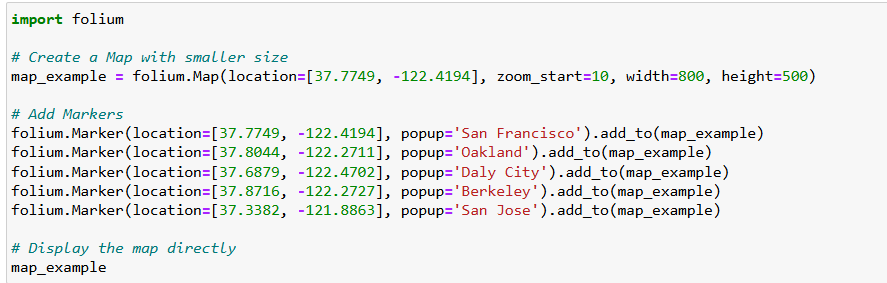 import folium
# Create a Map with smaller size
map_example = folium.Map(location=[37.7749, -122.4194], zoom_start=10, width=800, height=500)
# Add Markers
folium.Marker(location=[37.7749, -122.4194], popup='San Francisco').add_to(map_example)
folium.Marker(location=[37.8044, -122.2711], popup='Oakland').add_to(map_example)
folium.Marker(location=[37.6879, -122.4702], popup='Daly City').add_to(map_example)
folium.Marker(location=[37.8716, -122.2727], popup='Berkeley').add_to(map_example)
folium.Marker(location=[37.3382, -121.8863], popup='San Jose').add_to(map_example)
# Display the map directly
map_example